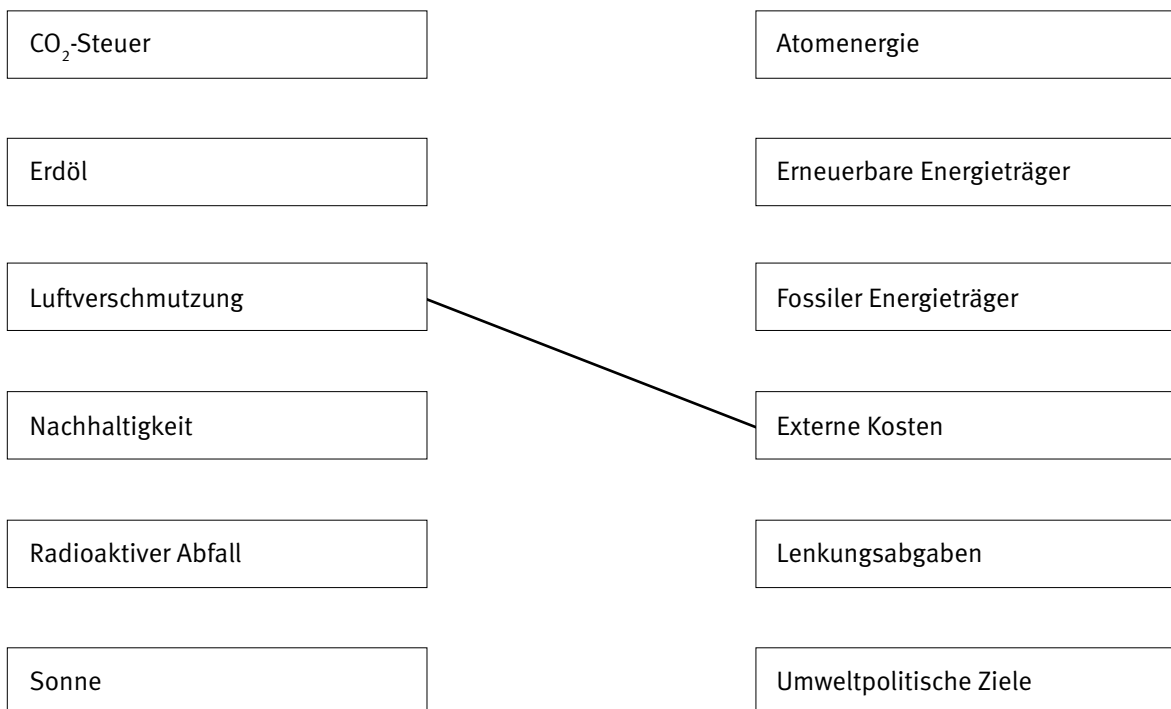 CO₂-Steuer
Atomenergie
Erdöl
Erneuerbare Energieträger
Luftverschmutzung
Fossiler Energieträger
Nachhaltigkeit
Externe Kosten
Radioaktiver Abfall
Lenkungsabgaben
Sonne
Umweltpolitische Ziele